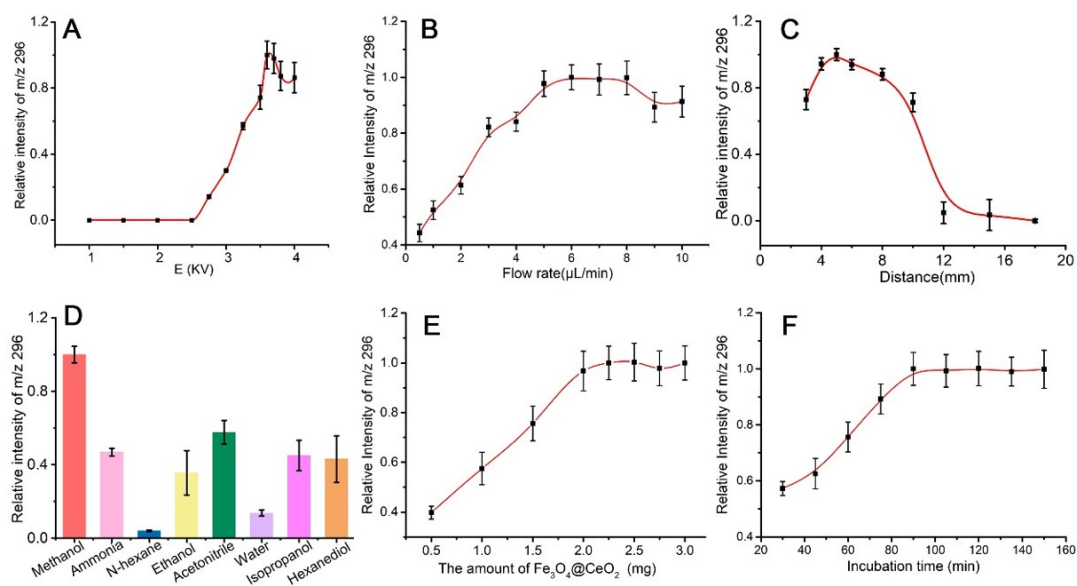 A
Relative intensity of m/z 296
1.2
0.8
0.4
0.0
1 2 3 4
E (KV)
B
Relative Intensity of m/z 296
1.2
1.0
0.8
0.6
0.4
0 2 4 6 8 10
Flow rate(μL/min)
C
Relative Intensity of m/z 296
1.2
0.8
0.4
0.0
0 4 8 12 16 20
Distance(mm)
D
Relative intensity of m/z 296
1.2
0.8
0.4
0.0
Methanol
Ammonia
N-hexane
Ethanol
Acetonitrile
Water
Isopropanol
Hexanediol
E
Relative Intensity of m/z 296
1.2
1.0
0.8
0.6
0.4
0.5 1.0 1.5 2.0 2.5 3.0
The amount of Fe₃O₄@CeO₂ (mg)
F
Relative Intensity of m/z 296
1.2
1.0
0.8
0.6
0.4
20 40 60 80 100 120 140 160
Incubation time (min)